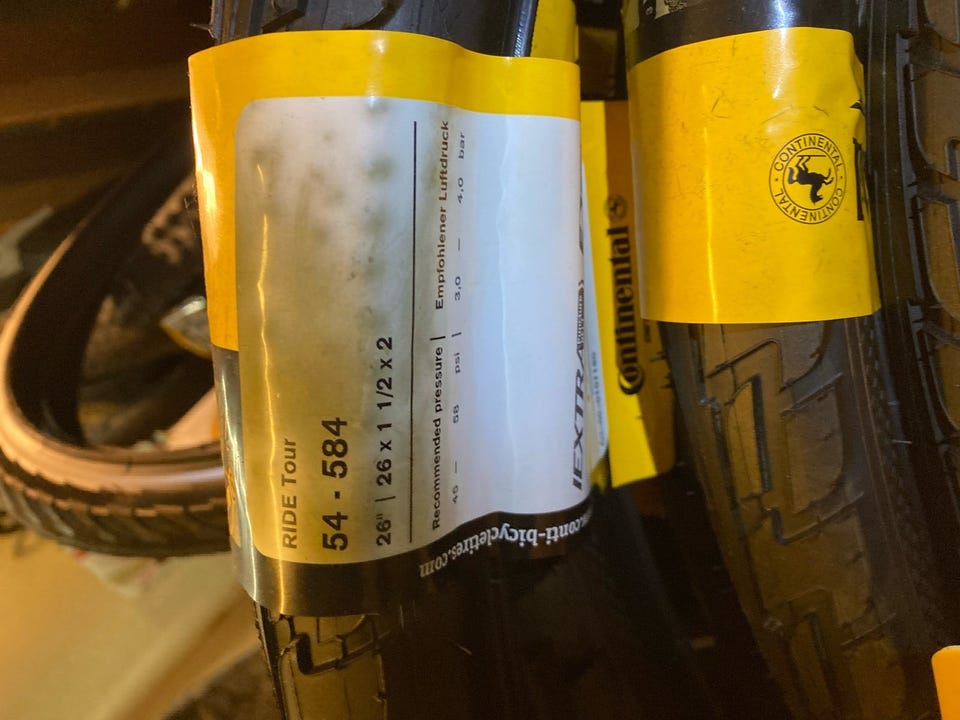 RIDE Tour
54 - 584
26" | 26 x 1 1/2 x 2
Recommended pressure | Empfohlener Luftdruck
45 – 58 psi | 3,0 – 4,0 bar
EXTRA
conti-bicycletires.com
Continental
CONTINENTAL
CONTINENTAL